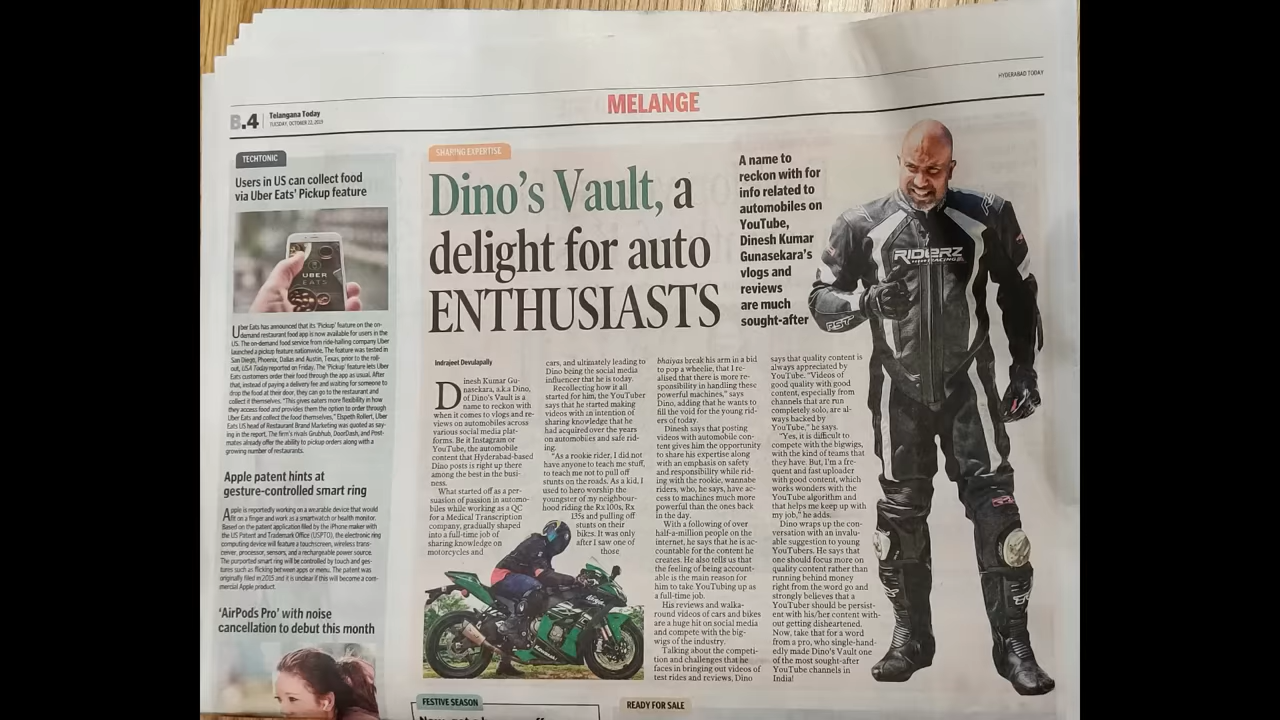 HYDERABAD TODAY
MELANGE
B.4
Telangana Today
TUESDAY, OCTOBER 22, 2019
TECHTONIC
Users in US can collect food
via Uber Eats' Pickup feature
UBER
EATS
Uber Eats has announced that its 'Pickup' feature on the on-
demand restaurant food app is now available for users in the
US. The on-demand food service from ride-hailing company Uber
launched a pickup feature nationwide. The feature was tested in
San Diego, Phoenix, Dallas and Austin, Texas, prior to the roll-
out, USA Today reported on Friday. The 'Pickup' feature lets Uber
Eats customers order their food through the app as usual. After
that, instead of paying a delivery fee and waiting for someone to
drop the food at their door, they can go to the restaurant and
collect it themselves. "This gives eaters more flexibility in how
they access food and provides them the option to order through
Uber Eats and collect the food themselves," Elspeth Rollert, Uber
Eats US head of Restaurant Brand Marketing was quoted as say-
ing in the report. The firm's rivals Grubhub, DoorDash, and Post-
mates already offer the ability to pickup orders along with a
growing number of restaurants.
Apple patent hints at
gesture-controlled smart ring
Apple is reportedly working on a wearable device that would
fit on a finger and work as a smartwatch or health monitor.
Based on the patent application filed by the iPhone maker with
the US Patent and Trademark Office (USPTO), the electronic ring
computing device will feature a touchscreen, wireless trans-
ceiver, processor, sensors, and a rechargeable power source.
The purported smart ring will be controlled by touch and ges-
tures such as flicking between apps or menu. The patent was
originally filed in 2015 and it is unclear if this will become a com-
mercial Apple product.
'AirPods Pro' with noise
cancellation to debut this month
SHARING EXPERTISE
Dino's Vault, a
delight for auto
ENTHUSIASTS
A name to
reckon with for
info related to
automobiles on
YouTube,
Dinesh Kumar
Gunasekara's
vlogs and
reviews
are much
sought-after
Indrajeet Devulapally
Dinesh Kumar Gu-
nasekara, a.k.a Dino,
of Dino's Vault is a
name to reckon with
when it comes to vlogs and re-
views on automobiles across
various social media plat-
forms. Be it Instagram or
YouTube, the automobile
content that Hyderabad-based
Dino posts is right up there
among the best in the busi-
ness.
What started off as a per-
suasion of passion in automo-
biles while working as a QC
for a Medical Transcription
company, gradually shaped
into a full-time job of
sharing knowledge on
motorcycles and
cars, and ultimately leading to
Dino being the social media
influencer that he is today.
Recollecting how it all
started for him, the YouTuber
says that he started making
videos with an intention of
sharing knowledge that he
had acquired over the years
on automobies and safe rid-
ing.
"As a rookie rider, I did not
have anyone to teach me stuff,
to teach me not to pull off
stunts on the roads. As a kid, I
used to hero worship the
youngster of my neighbour-
hood riding the Rx 100s, Rx
135s and pulling off
stunts on their
bikes. It was only
after I saw one of
those
bhaiyas break his arm in a bid
to pop a wheelie, that I re-
alised that there is more re-
sponsibility in handling these
powerful machines," says
Dino, adding that he wants to
fill the void for the young rid-
ers of today.
Dinesh says that posting
videos with automobile con-
tent gives him the opportunity
to share his expertise along
with an emphasis on safety
and responsibility while rid-
ing with the rookie, wannabe
riders, who, he says, have ac-
cess to machines much more
powerful than the ones back
in the day.
With a following of over
half-a-million people on the
internet, he says that he is ac-
countable for the content he
creates. He also tells us that
the feeling of being account-
able is the main reason for
him to take YouTubing up as
a full-time job.
His reviews and walka-
round videos of cars and bikes
are a huge hit on social media
and compete with the big-
wigs of the industry.
Talking about the competi-
tion and challenges that he
faces in bringing out videos of
test rides and reviews, Dino
says that quality content is
always appreciated by
YouTube. "Videos of
good quality with good
content, especially from
channels that are run
completely solo, are al-
ways backed by
YouTube," he says.
"Yes, it is difficult to
compete with the bigwigs,
with the kind of teams that
they have. But, I'm a fre-
quent and fast uploader
with good content, which
works wonders with the
YouTube algorithm and
that helps me keep up with
my job," he adds.
Dino wraps up the con-
versation with an invalu-
able suggestion to young
YouTubers. He says that
one should focus more on
quality content rather than
running behind money
right from the word go and
strongly believes that a
YouTuber should be persist-
ent with his/her content with-
out getting disheartened.
Now, take that for a word
from a pro, who single-hand-
edly made Dino's Vault one
of the most sought-after
YouTube channels in
India!
RIDERZ
RACING
RST
Ninja
Kawasaki
FESTIVE SEASON
READY FOR SALE